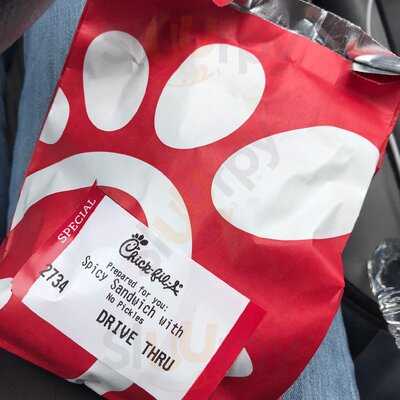 SPECIAL
Chick-fil-A
Prepared for you:
Spicy Sandwich with
No Pickles
2734
DRIVE THRU